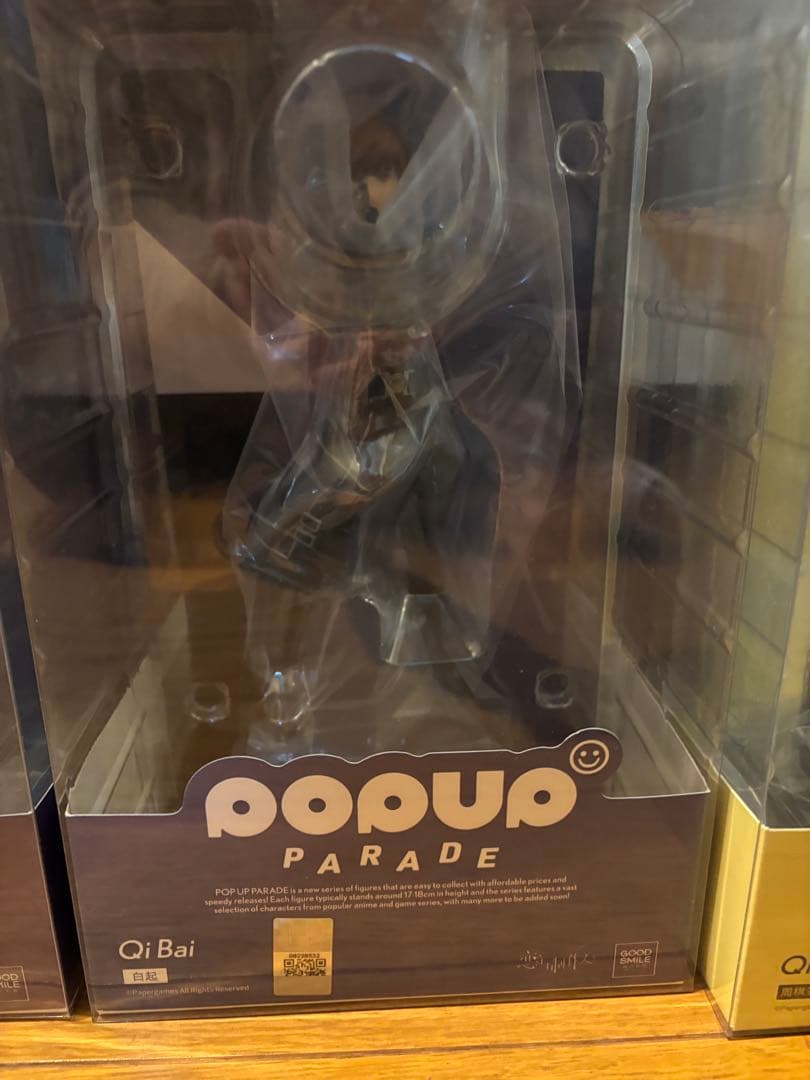 POPUP
PARADE
POP UP PARADE is a new series of figures that are easy to collect with affordable prices and
speedy releases! Each figure typically stands around 17-18cm in height and the series features a vast
selection of characters from popular anime and game series, with many more to be added soon!
Qi Bai
白起
©Papergames All Rights Reserved
GOOD
SMILE
OOD
MILE
Qi